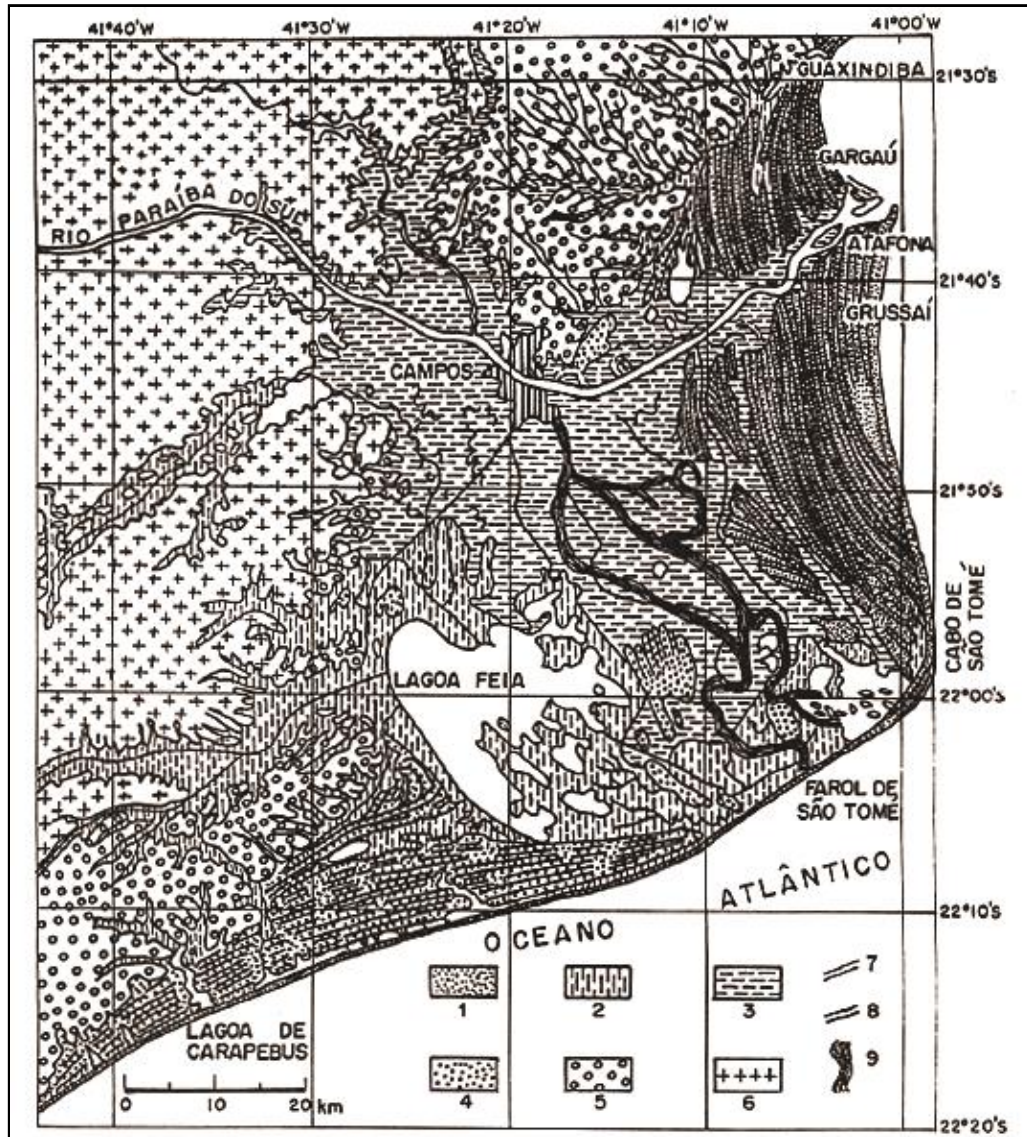 41°40'W
41°30'W
41°20'W
41°10'W
41°00'W
GUAXINDIBA
21°30'S
GARGAÚ
RIO PARAÍBA DO SUL
ATAFONA
21°40'S
GRUSSAÍ
CAMPOS
21°50'S
CABO DE
SÃO TOMÉ
LAGOA FEIA
22°00'S
FAROL DE
SÃO TOMÉ
OCEANO ATLÂNTICO
22°10'S
1
2
3
7
8
LAGOA DE
CARAPEBUS
4
5
6
9
0 10 20 km
22°20'S